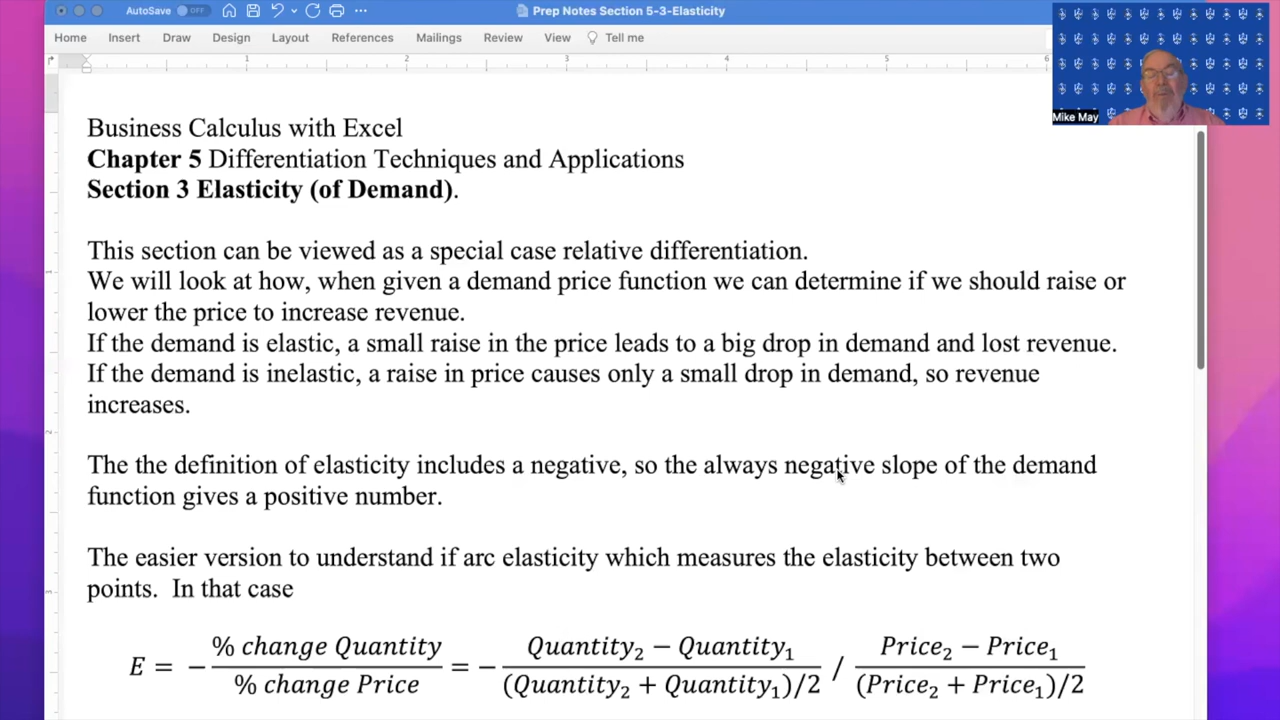 AutoSave OFF
Prep Notes Section 5-3-Elasticity
Home Insert Draw Design Layout References Mailings Review View Tell me
1 2 3 4 5 6
Mike May
Business Calculus with Excel
Chapter 5 Differentiation Techniques and Applications
Section 3 Elasticity (of Demand).
This section can be viewed as a special case relative differentiation.
We will look at how, when given a demand price function we can determine if we should raise or
lower the price to increase revenue.
If the demand is elastic, a small raise in the price leads to a big drop in demand and lost revenue.
If the demand is inelastic, a raise in price causes only a small drop in demand, so revenue
increases.
The the definition of elasticity includes a negative, so the always negative slope of the demand
function gives a positive number.
The easier version to understand if arc elasticity which measures the elasticity between two
points. In that case
E = − % change Quantity / % change Price = − Quantity₂ − Quantity₁ / (Quantity₂ + Quantity₁)/2 / Price₂ − Price₁ / (Price₂ + Price₁)/2